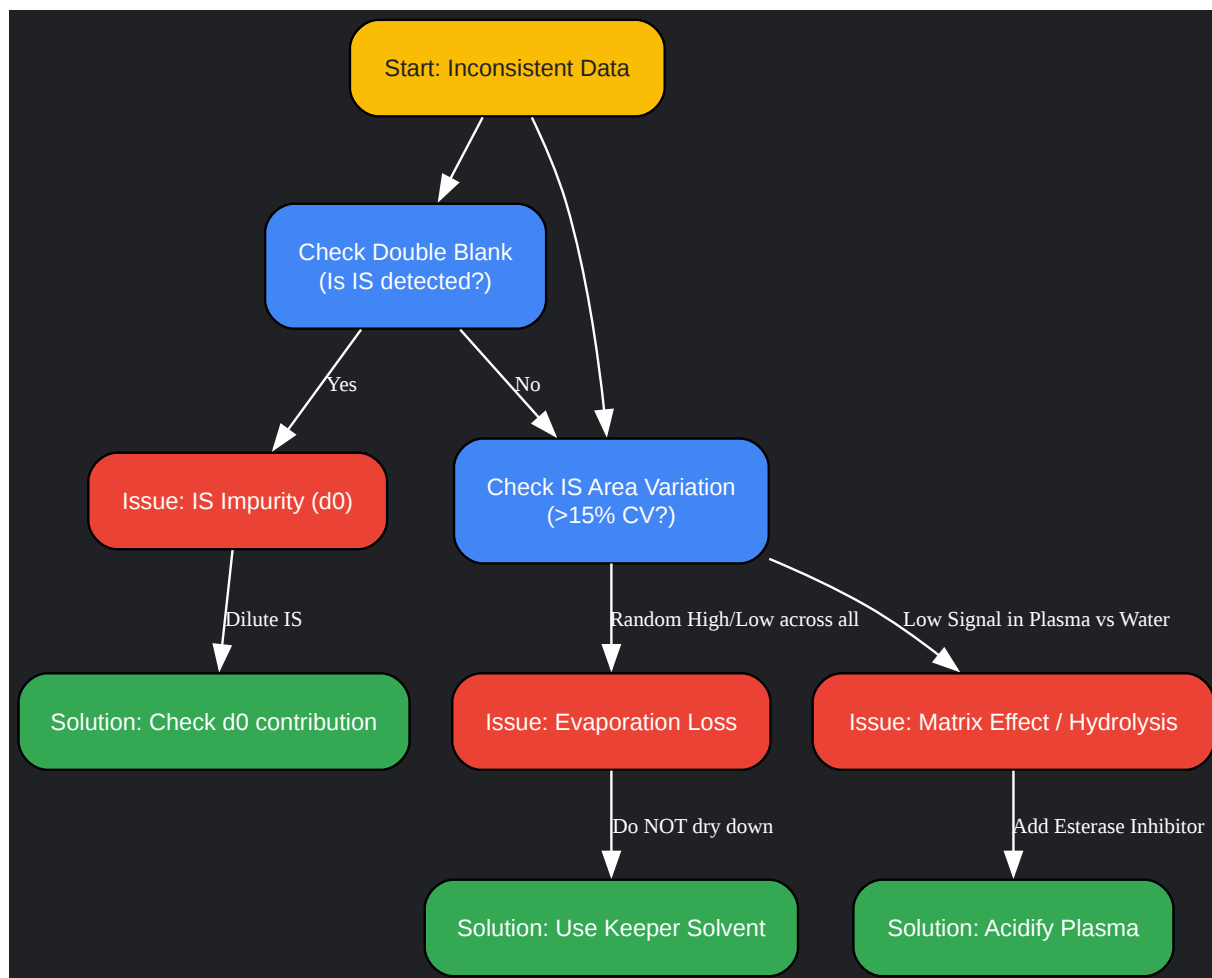 Start: Inconsistent Data
Check Double Blank
(Is IS detected?)
Yes
No
Issue: IS Impurity (d0)
Check IS Area Variation
(>15% CV?)
Dilute IS
Random High/Low across all
Low Signal in Plasma vs Water
Solution: Check d0 contribution
Issue: Evaporation Loss
Issue: Matrix Effect / Hydrolysis
Do NOT dry down
Add Esterase Inhibitor
Solution: Use Keeper Solvent
Solution: Acidify Plasma